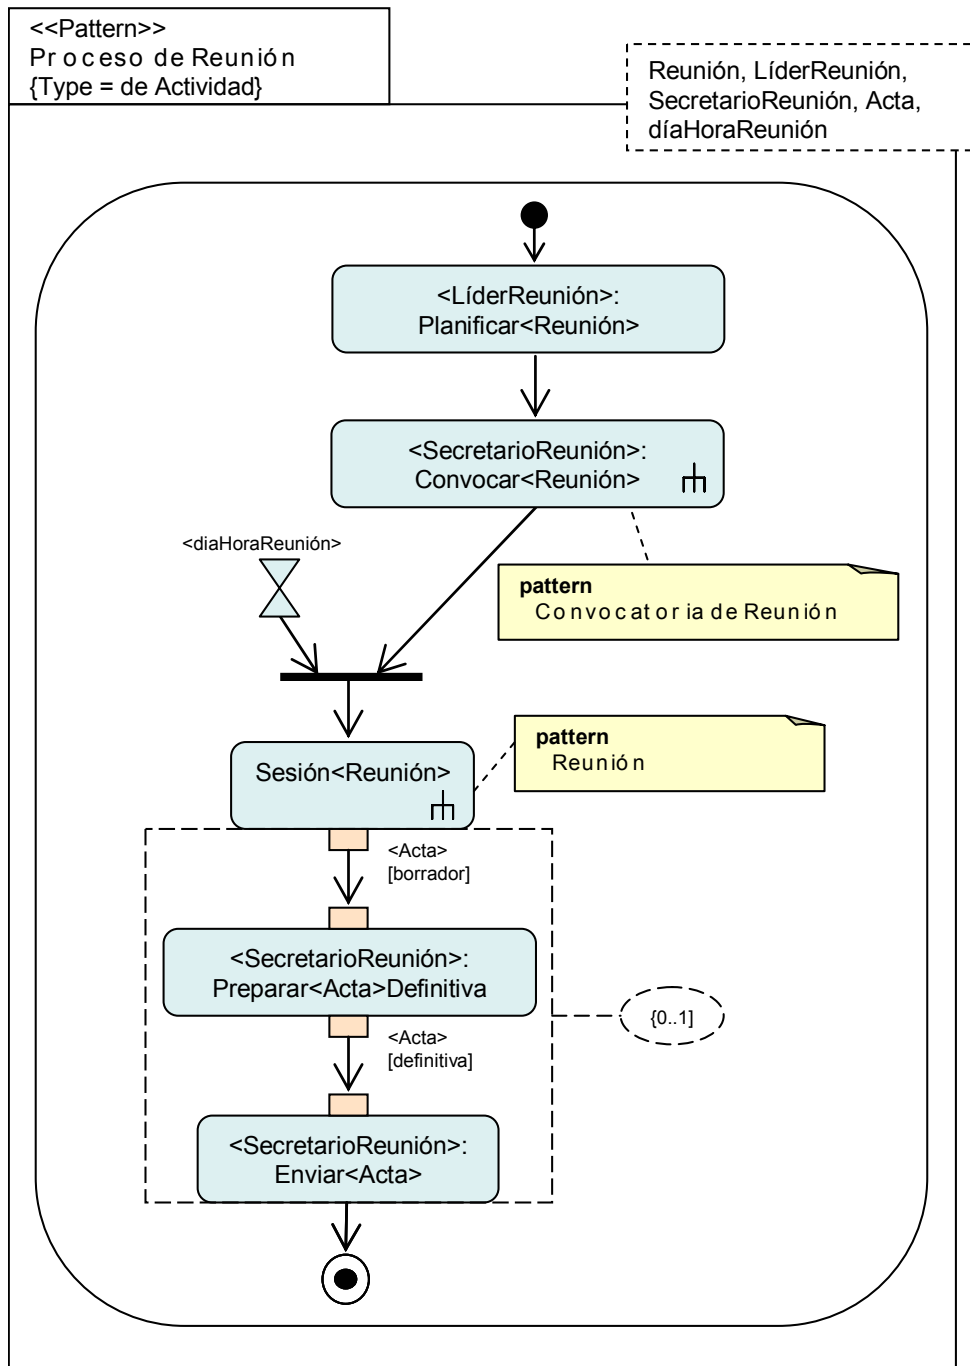 <<Pattern>>
Proceso de Reunión
{Type = de Actividad}
Reunión, LíderReunión,
SecretarioReunión, Acta,
díaHoraReunión
<LíderReunión>:
Planificar<Reunión>
<SecretarioReunión>:
Convocar<Reunión>
<diaHoraReunión>
pattern
Convocatoria de Reunión
pattern
Reunión
Sesión<Reunión>
<Acta>
[borrador]
<SecretarioReunión>:
Preparar<Acta>Definitiva
{0..1]
<Acta>
[definitiva]
<SecretarioReunión>:
Enviar<Acta>